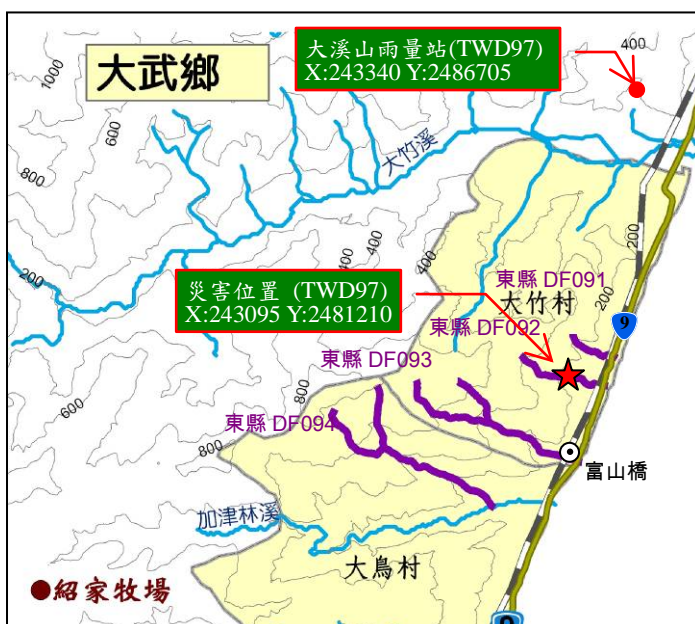 大武鄉
大溪山雨量站(TWD97)
X:243340 Y:2486705
400
1000
600
800
大竹溪
200
400
400
400
200
災害位置 (TWD97)
X:243095 Y:2481210
東縣 DF091
大竹村
200
9
東縣 DF092
東縣 DF093
800
600
東縣 DF094
800
富山橋
加津林溪
大鳥村
紹家牧場
9